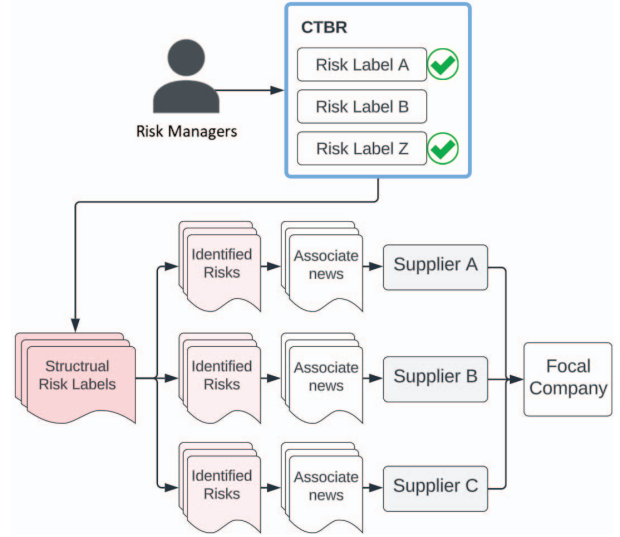 CTBR
Risk Label A
Risk Label B
Risk Label Z
Risk Managers
Identified
Risks
Associate
news
Supplier A
Structrual
Risk Labels
Identified
Risks
Associate
news
Supplier B
Focal
Company
Identified
Risks
Associate
news
Supplier C